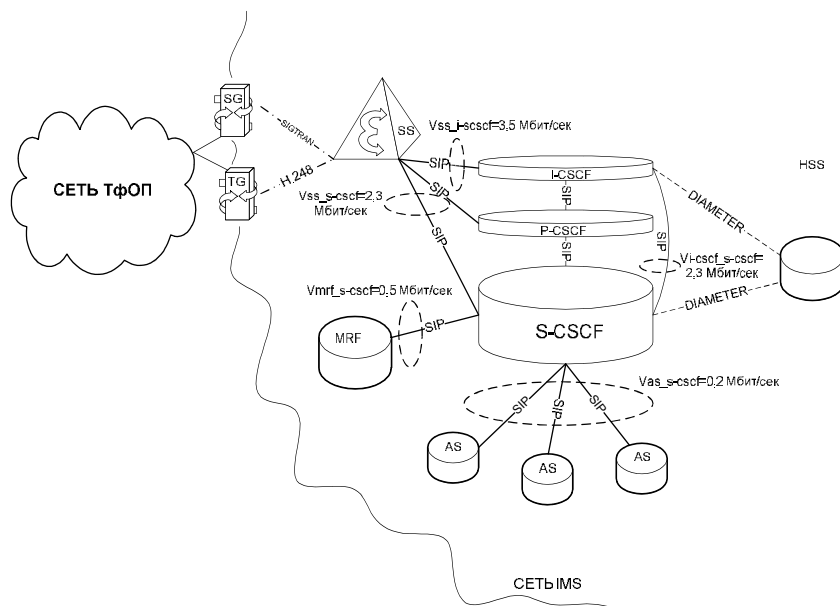 SG
SIGTRAN
SS
Vss_i-scscf=3,5 Мбит/сек
SIP
I-CSCF
HSS
СЕТЬ ТфОП
TG
H.248
Vss_s-cscf=2,3
Мбит/сек
SIP
SIP
DIAMETER
P-CSCF
SIP
SIP
SIP
Vi-cscf_s-cscf=
2,3 Мбит/сек
Vmrf_s-cscf=0,5 Мбит/сек
DIAMETER
MRF
SIP
S-CSCF
Vas_s-cscf=0,2 Мбит/сек
SIP
SIP
SIP
AS
AS
AS
СЕТЬ IMS